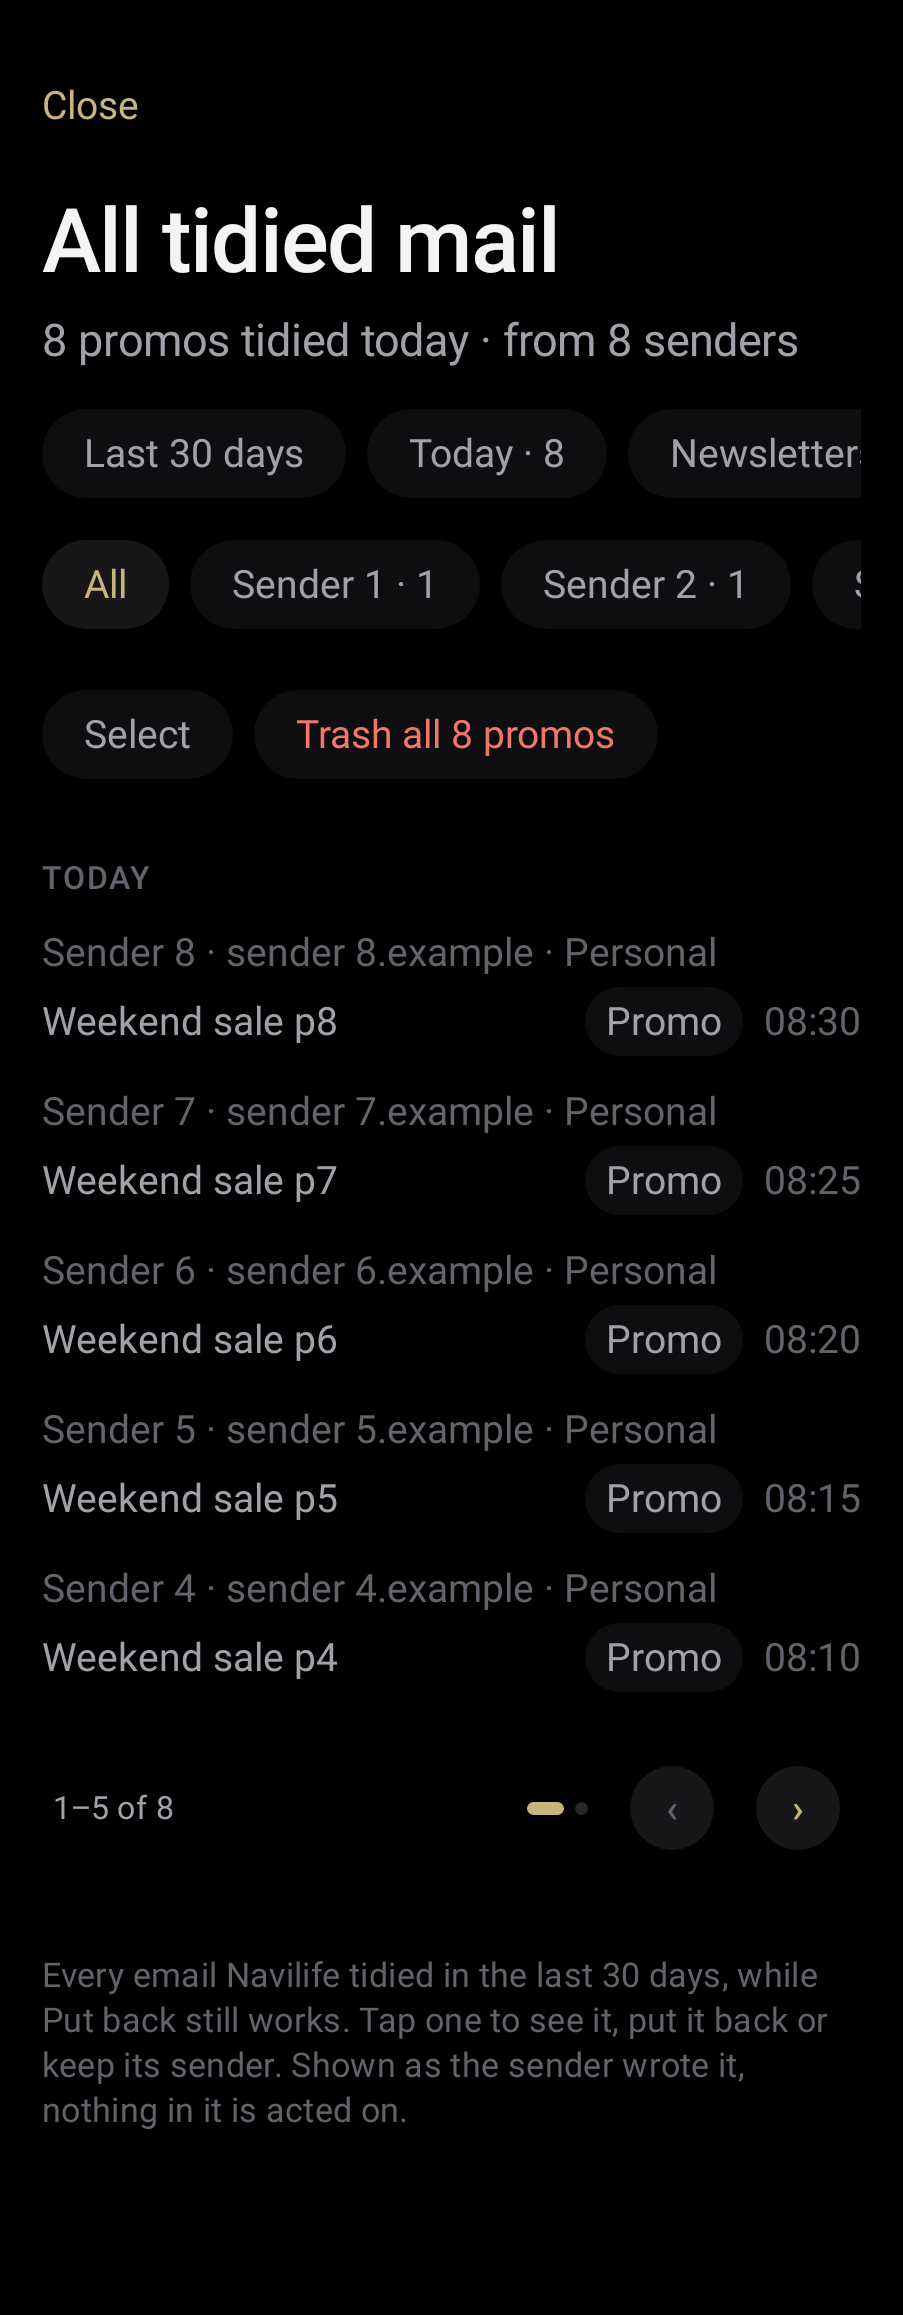 Close
All tidied mail
8 promos tidied today · from 8 senders
Last 30 days
Today · 8
Newsletters
All
Sender 1 · 1
Sender 2 · 1
Select
Trash all 8 promos
TODAY
Sender 8 · sender 8.example · Personal
Weekend sale p8 Promo 08:30
Sender 7 · sender 7.example · Personal
Weekend sale p7 Promo 08:25
Sender 6 · sender 6.example · Personal
Weekend sale p6 Promo 08:20
Sender 5 · sender 5.example · Personal
Weekend sale p5 Promo 08:15
Sender 4 · sender 4.example · Personal
Weekend sale p4 Promo 08:10
1–5 of 8 ‹ ›
Every email Navilife tidied in the last 30 days, while
Put back still works. Tap one to see it, put it back or
keep its sender. Shown as the sender wrote it,
nothing in it is acted on.